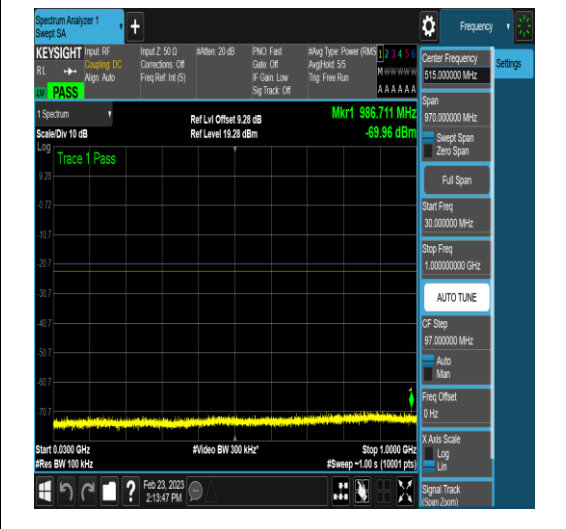 Spectrum Analyzer 1
Swept SA
+
Frequency
KEYSIGHT
RL
Input: RF
Coupling: DC
Align: Auto
Input Z: 50 Ω
Corrections: Off
Freq Ref: Int (S)
#Atten: 20 dB
PNO: Fast
Gate: Off
IF Gain: Low
Sig Track: Off
#Avg Type: Power (RMS
Avg|Hold: 5/5
Trig: Free Run
1 2 3 4 5 6
M w w w w w
A A A A A A
LXI PASS
1 Spectrum
Scale/Div 10 dB
Ref Lvl Offset 9.28 dB
Ref Level 19.28 dBm
Mkr1 986.711 MHz
-69.96 dBm
Log
Trace 1 Pass
9.28
-0.72
-10.7
-20.7
-30.7
-40.7
-50.7
-60.7
-70.7
1
Start 0.0300 GHz
#Res BW 100 kHz
#Video BW 300 kHz*
Stop 1.0000 GHz
#Sweep ~1.00 s (10001 pts)
?
Feb 23, 2023
2:13:47 PM
Center Frequency
515.000000 MHz
Settings
Span
970.000000 MHz
Swept Span
Zero Span
Full Span
Start Freq
30.000000 MHz
Stop Freq
1.000000000 GHz
AUTO TUNE
CF Step
97.000000 MHz
Auto
Man
Freq Offset
0 Hz
X Axis Scale
Log
Lin
Signal Track
(Span Zoom)